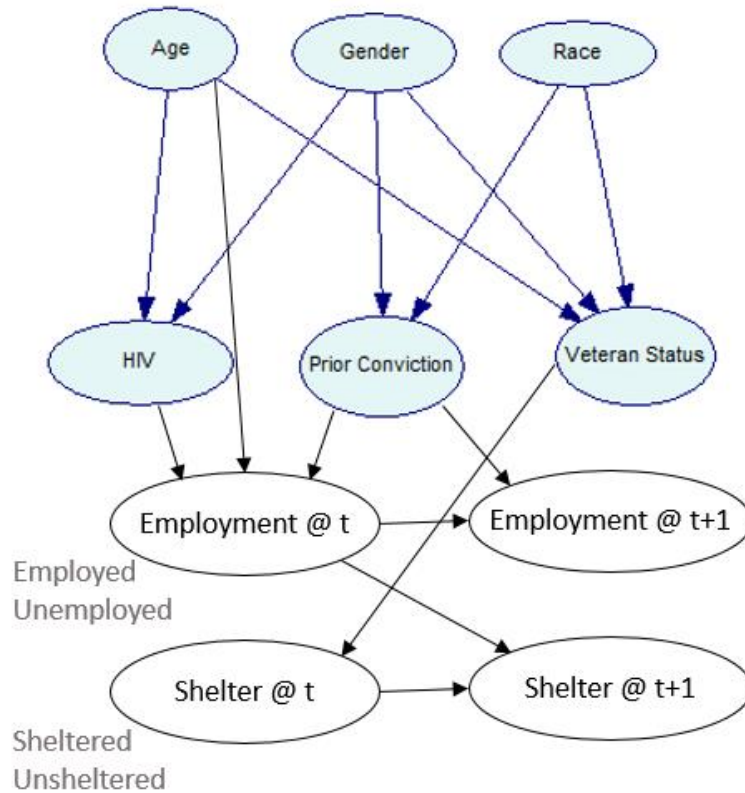 Age
Gender
Race
HIV
Prior Conviction
Veteran Status
Employment @ t
Employment @ t+1
Employed
Unemployed
Shelter @ t
Shelter @ t+1
Sheltered
Unsheltered